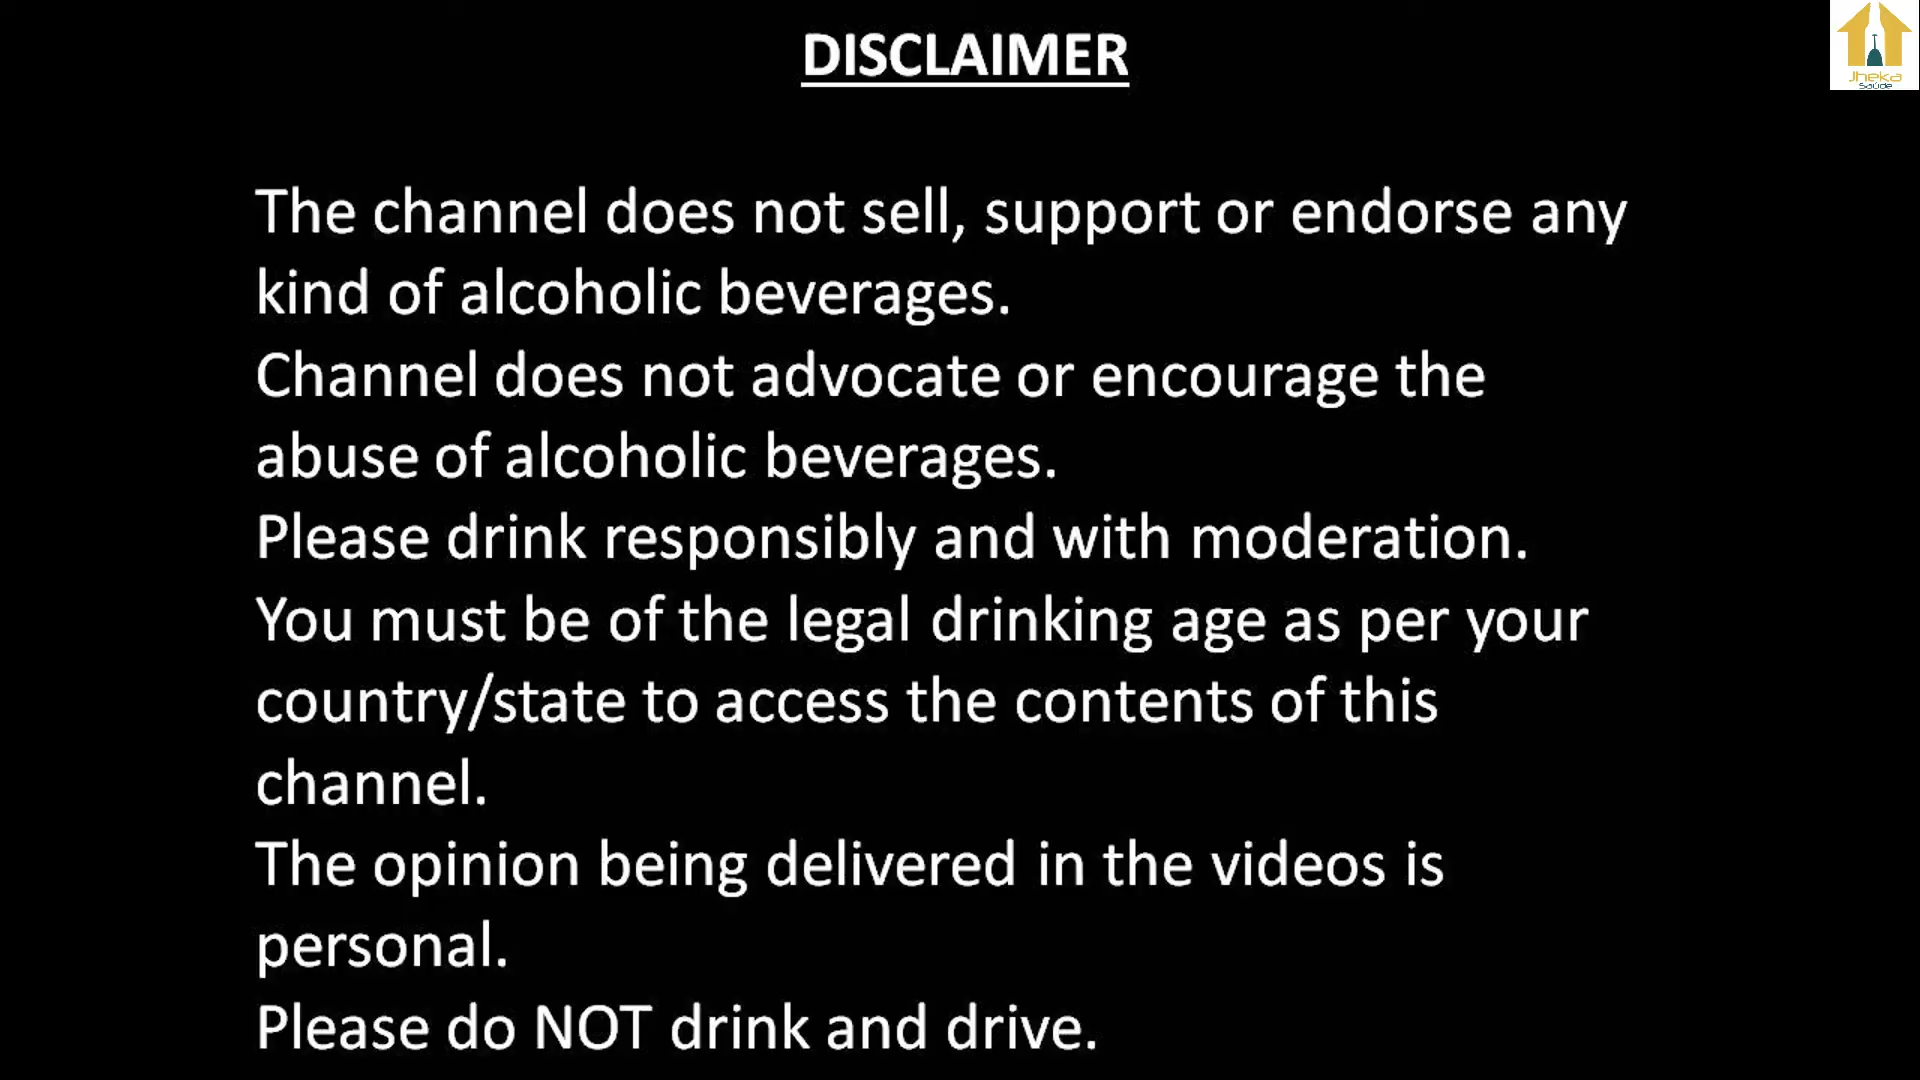 DISCLAIMER
Jheka
Saúde
The channel does not sell, support or endorse any
kind of alcoholic beverages.
Channel does not advocate or encourage the
abuse of alcoholic beverages.
Please drink responsibly and with moderation.
You must be of the legal drinking age as per your
country/state to access the contents of this
channel.
The opinion being delivered in the videos is
personal.
Please do NOT drink and drive.